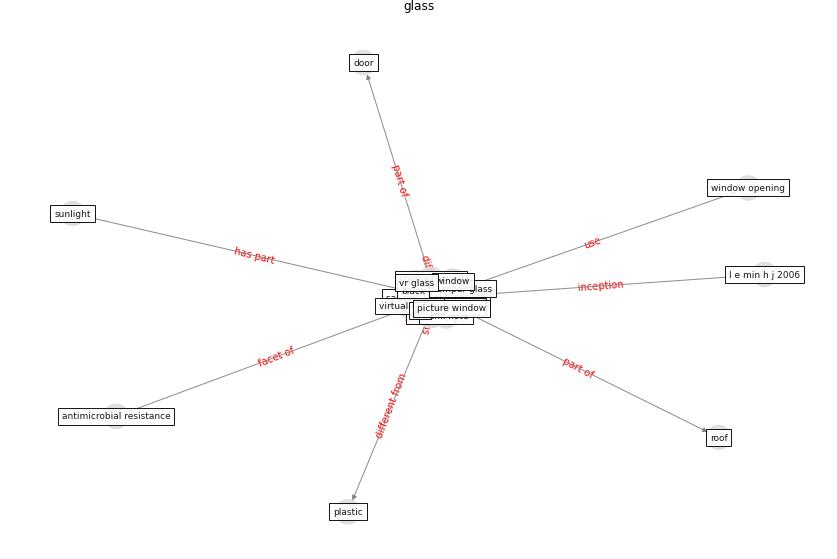 glass
door
part of
window opening
sunlight
use
has part
l e min h j 2006
inception
window
vr glass
glass
virtual
picture window
facet of
part of
different from
antimicrobial resistance
roof
plastic